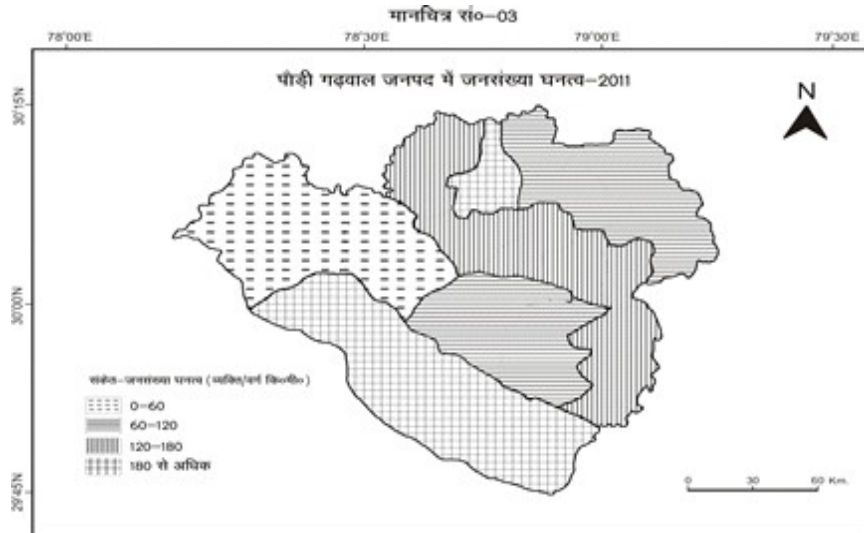 मानचित्र सं०–03
78°00'E 78°30'E 79°00'E 79°30'E
पौड़ी गढ़वाल जनपद में जनसंख्या घनत्व–2011
N
30°15'N
30°00'N
29°45'N
संकेत–जनसंख्या घनत्व (व्यक्ति/वर्ग कि०मी०)
0–60
60–120
120–180
180 से अधिक
0 30 60 Km.